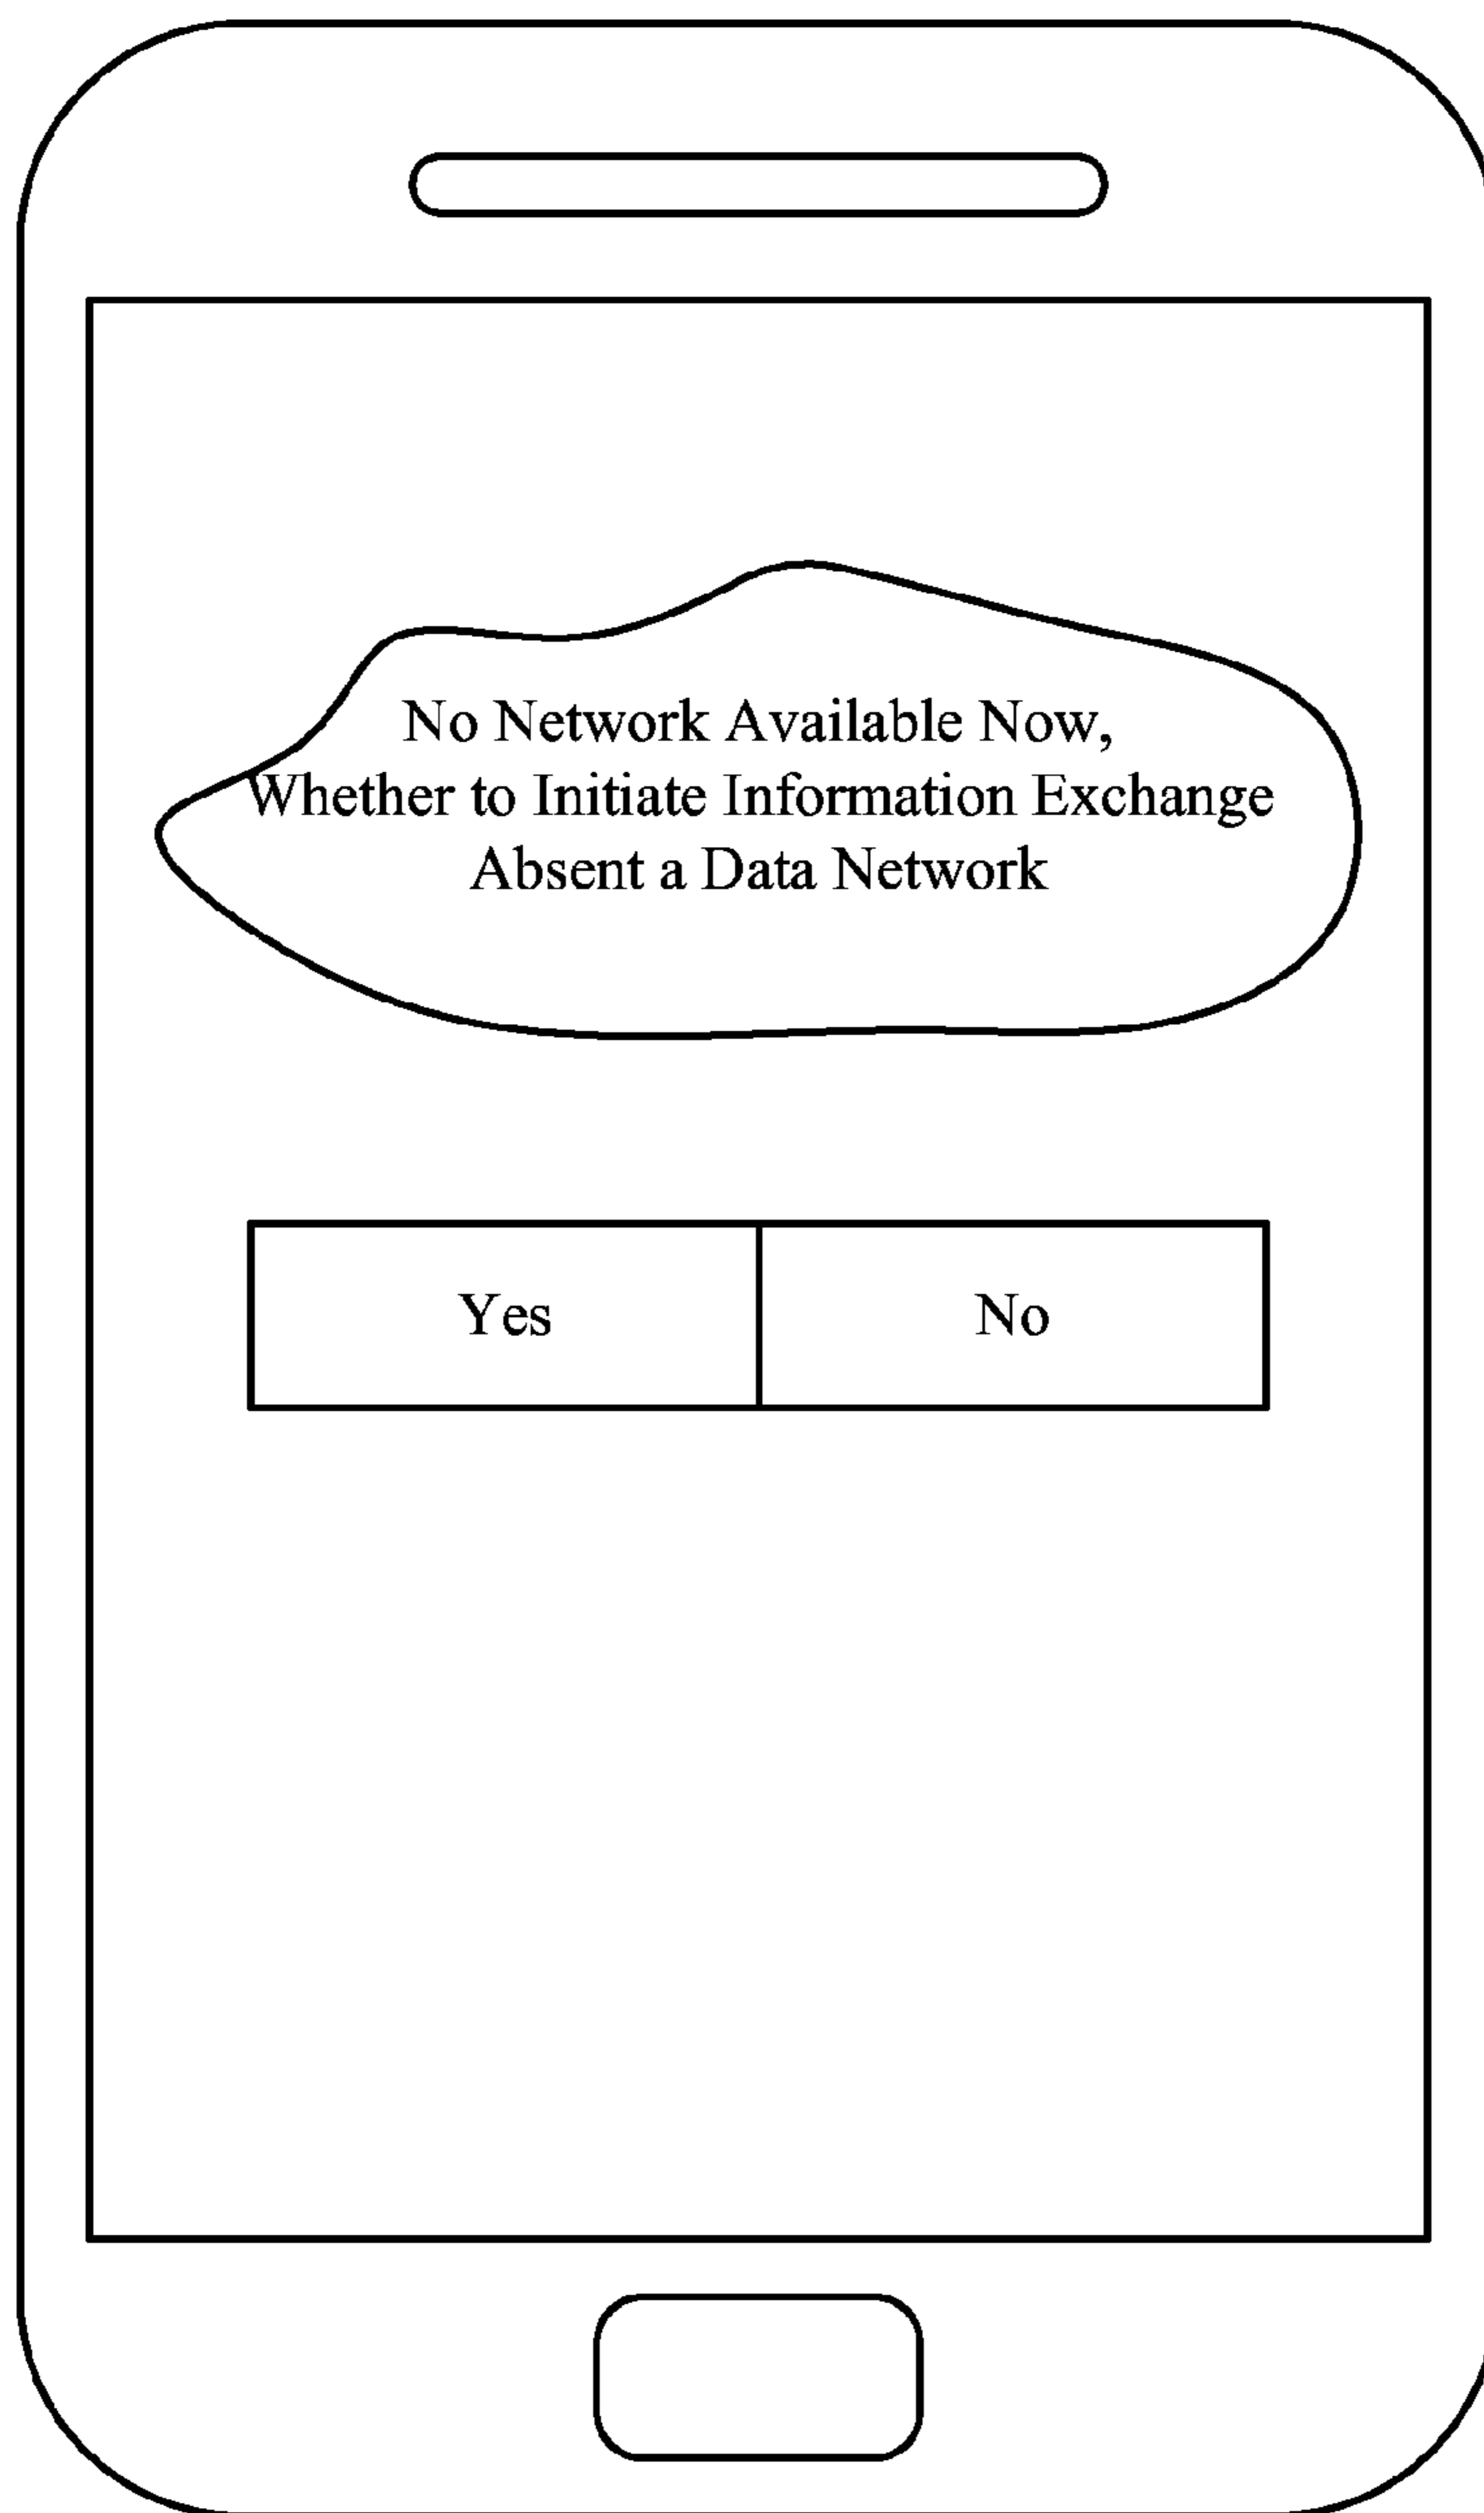 No Network Available Now,
Whether to Initiate Information Exchange
Absent a Data Network
Yes
No